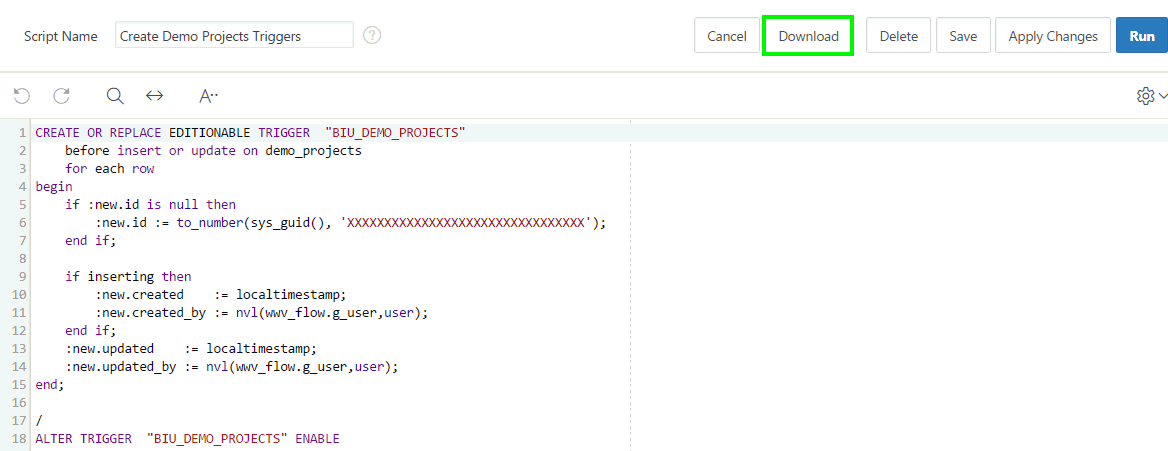 Script Name Create Demo Projects Triggers ? Cancel Download Delete Save Apply Changes Run
A··
1 CREATE OR REPLACE EDITIONABLE TRIGGER  "BIU_DEMO_PROJECTS"
2     before insert or update on demo_projects
3     for each row
4 begin
5     if :new.id is null then
6         :new.id := to_number(sys_guid(), 'XXXXXXXXXXXXXXXXXXXXXXXXXXXXXXXX');
7     end if;
8
9     if inserting then
10         :new.created    := localtimestamp;
11         :new.created_by := nvl(wwv_flow.g_user,user);
12     end if;
13     :new.updated    := localtimestamp;
14     :new.updated_by := nvl(wwv_flow.g_user,user);
15 end;
16
17 /
18 ALTER TRIGGER  "BIU_DEMO_PROJECTS" ENABLE